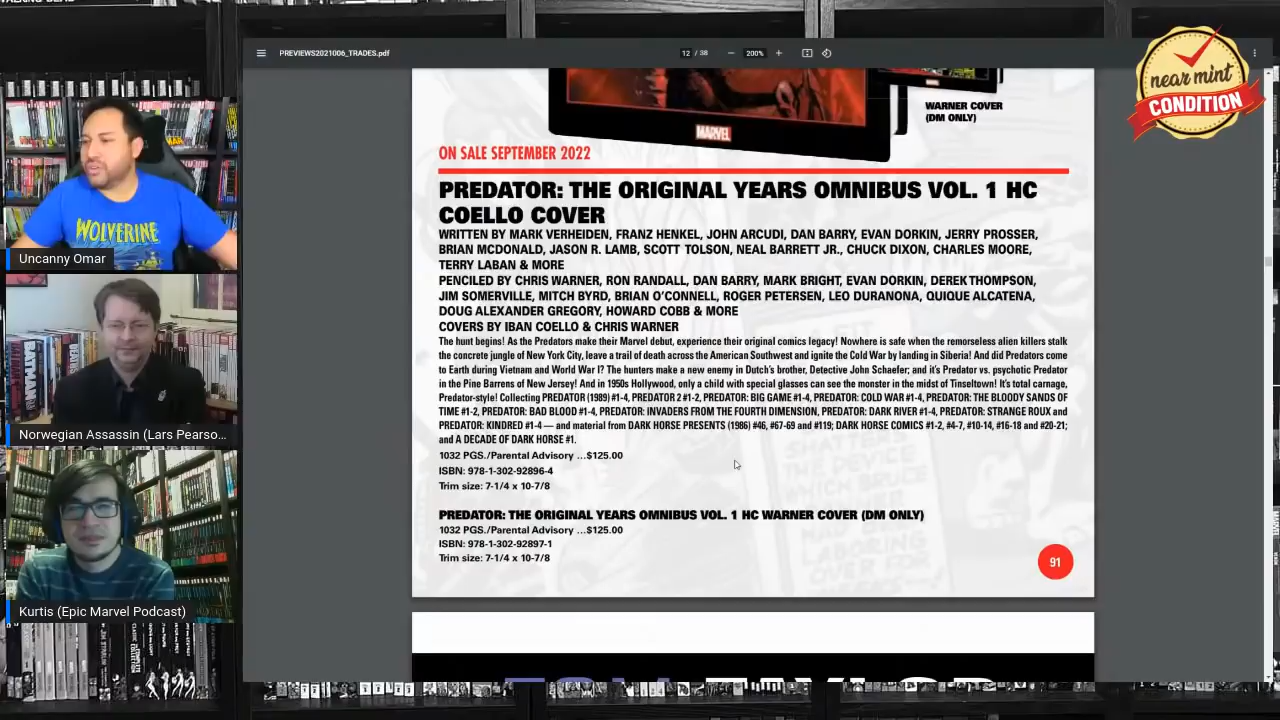 PREVIEWS2021006_TRADES.pdf
12 / 38
200%
near mint
CONDITION
WARNER COVER
(DM ONLY)
MARVEL
ON SALE SEPTEMBER 2022
PREDATOR: THE ORIGINAL YEARS OMNIBUS VOL. 1 HC
COELLO COVER
WRITTEN BY MARK VERHEIDEN, FRANZ HENKEL, JOHN ARCUDI, DAN BARRY, EVAN DORKIN, JERRY PROSSER,
BRIAN MCDONALD, JASON R. LAMB, SCOTT TOLSON, NEAL BARRETT JR., CHUCK DIXON, CHARLES MOORE,
TERRY LABAN & MORE
PENCILED BY CHRIS WARNER, RON RANDALL, DAN BARRY, MARK BRIGHT, EVAN DORKIN, DEREK THOMPSON,
JIM SOMERVILLE, MITCH BYRD, BRIAN O'CONNELL, ROGER PETERSEN, LEO DURANONA, QUIQUE ALCATENA,
DOUG ALEXANDER GREGORY, HOWARD COBB & MORE
COVERS BY IBAN COELLO & CHRIS WARNER
The hunt begins! As the Predators make their Marvel debut, experience their original comics legacy! Nowhere is safe when the remorseless alien killers stalk
the concrete jungle of New York City, leave a trail of death across the American Southwest and ignite the Cold War by landing in Siberia! And did Predators come
to Earth during Vietnam and World War I? The hunters make a new enemy in Dutch's brother, Detective John Schaefer; and it's Predator vs. psychotic Predator
in the Pine Barrens of New Jersey! And in 1950s Hollywood, only a child with special glasses can see the monster in the midst of Tinseltown! It's total carnage,
Predator-style! Collecting PREDATOR (1989) #1-4, PREDATOR 2 #1-2, PREDATOR: BIG GAME #1-4, PREDATOR: COLD WAR #1-4, PREDATOR: THE BLOODY SANDS OF
TIME #1-2, PREDATOR: BAD BLOOD #1-4, PREDATOR: INVADERS FROM THE FOURTH DIMENSION, PREDATOR: DARK RIVER #1-4, PREDATOR: STRANGE ROUX and
PREDATOR: KINDRED #1-4 — and material from DARK HORSE PRESENTS (1986) #46, #67-69 and #119; DARK HORSE COMICS #1-2, #4-7, #10-14, #16-18 and #20-21;
and A DECADE OF DARK HORSE #1.
1032 PGS./Parental Advisory ...$125.00
ISBN: 978-1-302-92896-4
Trim size: 7-1/4 x 10-7/8
PREDATOR: THE ORIGINAL YEARS OMNIBUS VOL. 1 HC WARNER COVER (DM ONLY)
1032 PGS./Parental Advisory ...$125.00
ISBN: 978-1-302-92897-1
Trim size: 7-1/4 x 10-7/8
91
WOLVERINE
Uncanny Omar
BATMAN
Norwegian Assassin (Lars Pearso...
Kurtis (Epic Marvel Podcast)